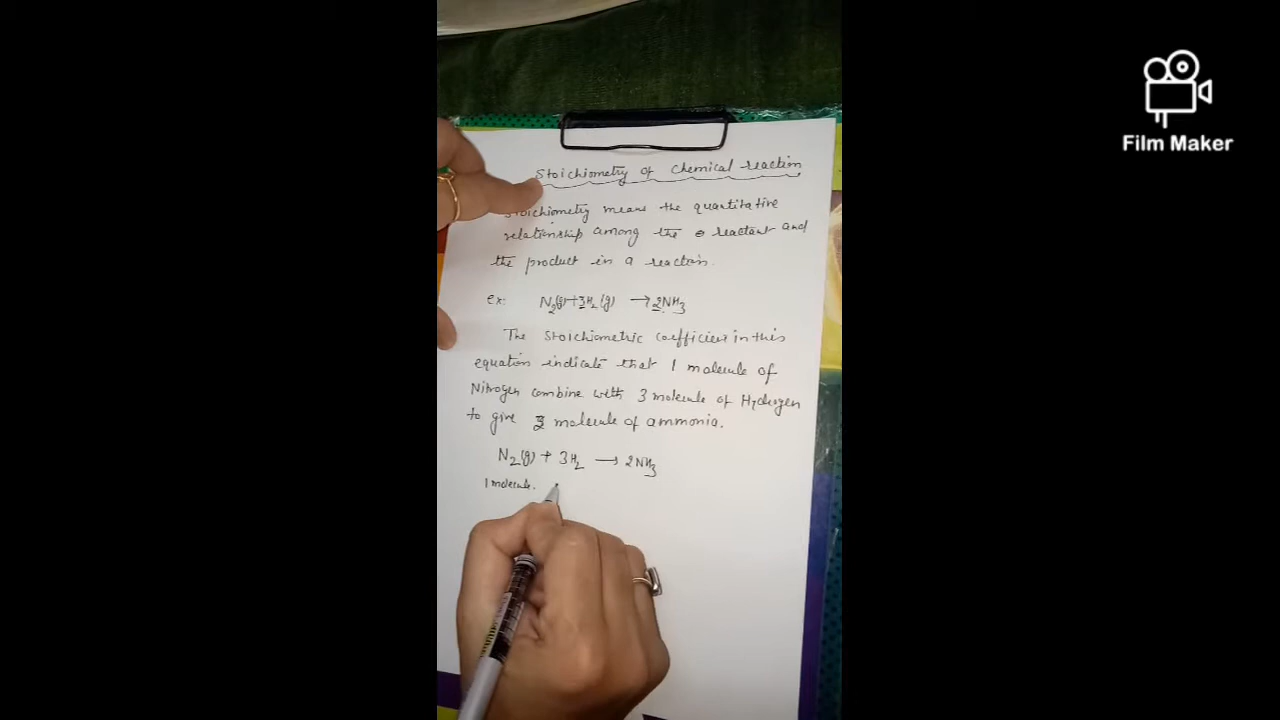 Stoichiometry of Chemical reaction
Stoichiometry means the quantitative
relationship among the reactant and
the product in a reaction.
ex: N2(g)+3H2(g) → 2NH3
The Stoichiometric coefficient in this
equation indicate that 1 molecule of
Nitrogen combine with 3 molecule of Hydrogen
to give 2 molecule of ammonia.
N2(g) + 3H2 → 2NH3
1 molecule.
Film Maker